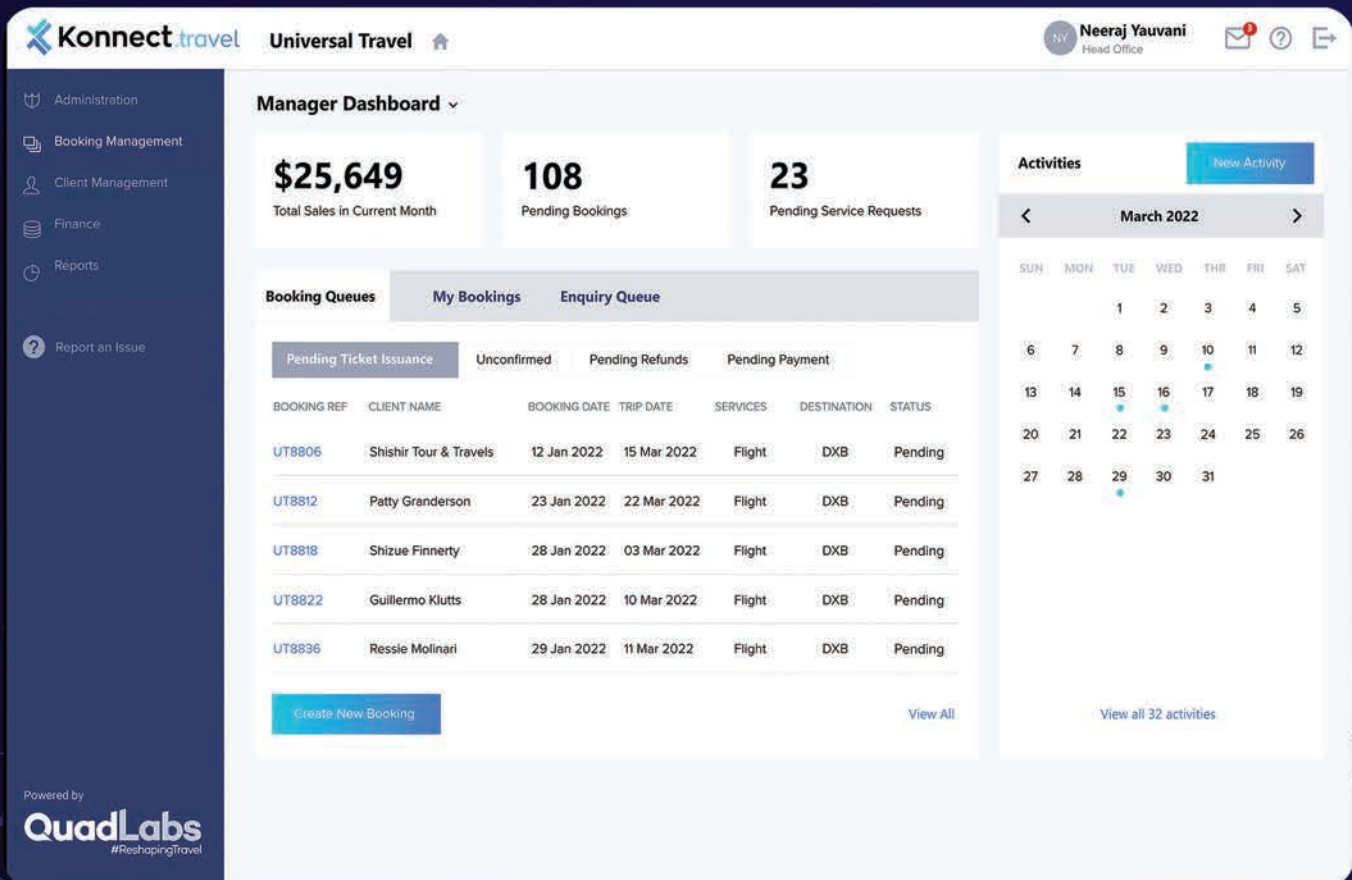 Konnect.travel Universal Travel
NY Neeraj Yauvani 3 ?
Head Office
Administration
Booking Management
Client Management
Finance
Reports
? Report an Issue
Powered by
QuadLabs
#ReshapingTravel
Manager Dashboard
$25,649
Total Sales in Current Month
108
Pending Bookings
23
Pending Service Requests
Booking Queues My Bookings Enquiry Queue
Pending Ticket Issuance Unconfirmed Pending Refunds Pending Payment
BOOKING REF CLIENT NAME BOOKING DATE TRIP DATE SERVICES DESTINATION STATUS
UT8806 Shishir Tour & Travels 12 Jan 2022 15 Mar 2022 Flight DXB Pending
UT8812 Patty Granderson 23 Jan 2022 22 Mar 2022 Flight DXB Pending
UT8818 Shizue Finnerty 28 Jan 2022 03 Mar 2022 Flight DXB Pending
UT8822 Guillermo Klutts 28 Jan 2022 10 Mar 2022 Flight DXB Pending
UT8836 Ressie Molinari 29 Jan 2022 11 Mar 2022 Flight DXB Pending
Create New Booking View All
Activities New Activity
March 2022
SUN MON TUE WED THR FRI SAT
1 2 3 4 5
6 7 8 9 10 11 12
13 14 15 16 17 18 19
20 21 22 23 24 25 26
27 28 29 30 31
View all 32 activities